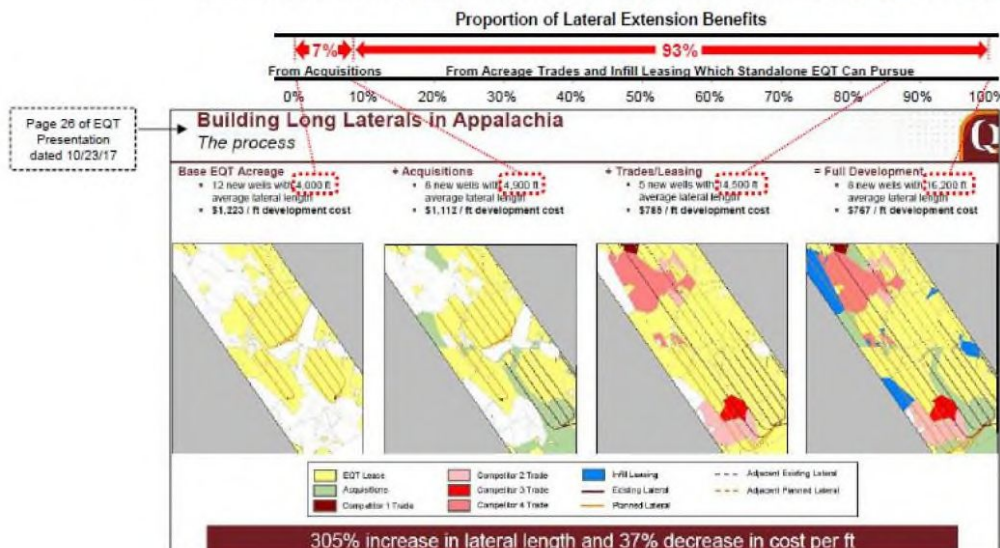 Proportion of Lateral Extension Benefits
7%
93%
From Acquisitions
From Acreage Trades and Infill Leasing Which Standalone EQT Can Pursue
0% 10% 20% 30% 40% 50% 60% 70% 80% 90% 100%
Page 26 of EQT
Presentation
dated 10/23/17
Building Long Laterals in Appalachia
The process
Base EQT Acreage
• 12 new wells with 4,000 ft
average lateral length
• $1,223 / ft development cost
+ Acquisitions
• 6 new wells with 4,900 ft
average lateral length
• $1,112 / ft development cost
+ Trades/Leasing
• 5 new wells with 14,500 ft
average lateral length
• $785 / ft development cost
= Full Development
• 6 new wells with 16,200 ft
average lateral length
• $767 / ft development cost
EQT Lease
Acquisitions
Competitor 1 Trade
Competitor 2 Trade
Competitor 3 Trade
Competitor 4 Trade
Infill Leasing
Existing Lateral
Planned Lateral
Adjacent Existing Lateral
Adjacent Planned Lateral
305% increase in lateral length and 37% decrease in cost per ft